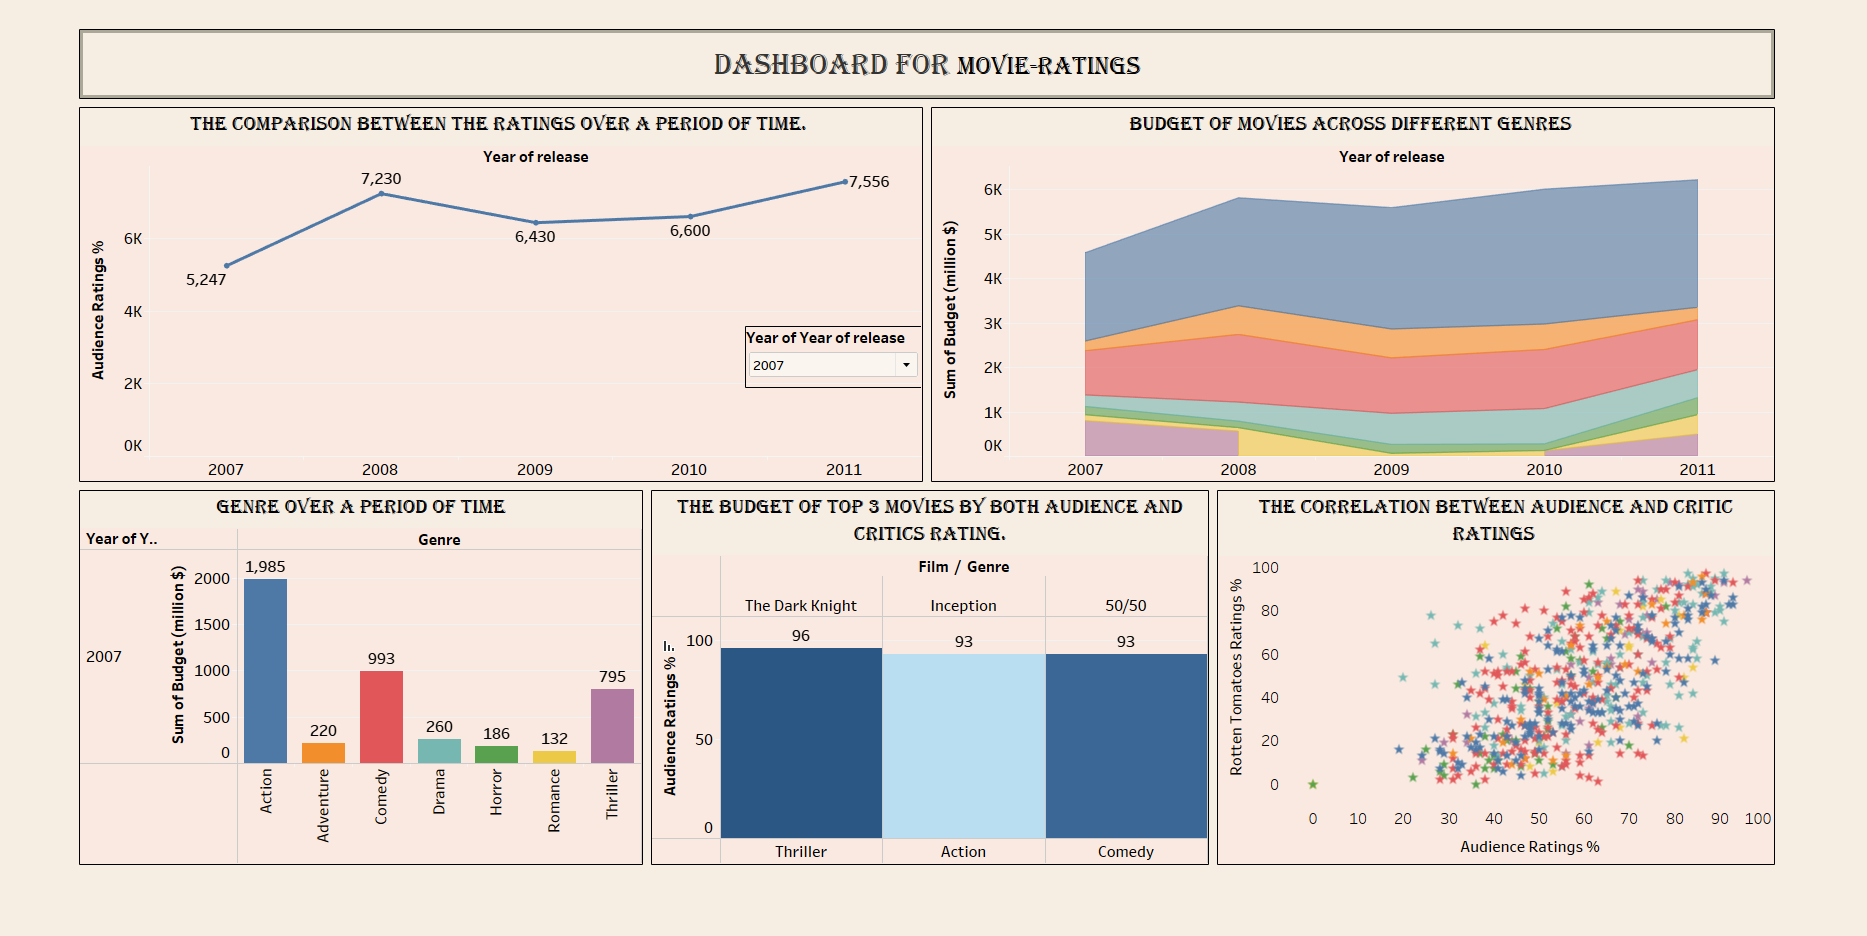 DASHBOARD FOR MOVIE-RATINGS
THE COMPARISON BETWEEN THE RATINGS OVER A PERIOD OF TIME.
Year of release
Audience Ratings %
6K
4K
2K
0K
5,247
7,230
6,430
6,600
7,556
Year of Year of release
2007
2007 2008 2009 2010 2011
BUDGET OF MOVIES ACROSS DIFFERENT GENRES
Year of release
Sum of Budget (million $)
6K
5K
4K
3K
2K
1K
0K
2007 2008 2009 2010 2011
GENRE OVER A PERIOD OF TIME
Year of Y..
Genre
2007
Sum of Budget (million $)
2000
1500
1000
500
0
1,985
220
993
260
186
132
795
Action
Adventure
Comedy
Drama
Horror
Romance
Thriller
THE BUDGET OF TOP 3 MOVIES BY BOTH AUDIENCE AND
CRITICS RATING.
Film / Genre
The Dark Knight Inception 50/50
Audience Ratings %
100
50
0
96 93 93
Thriller Action Comedy
THE CORRELATION BETWEEN AUDIENCE AND CRITIC
RATINGS
Rotten Tomatoes Ratings %
100
80
60
40
20
0
0 10 20 30 40 50 60 70 80 90 100
Audience Ratings %